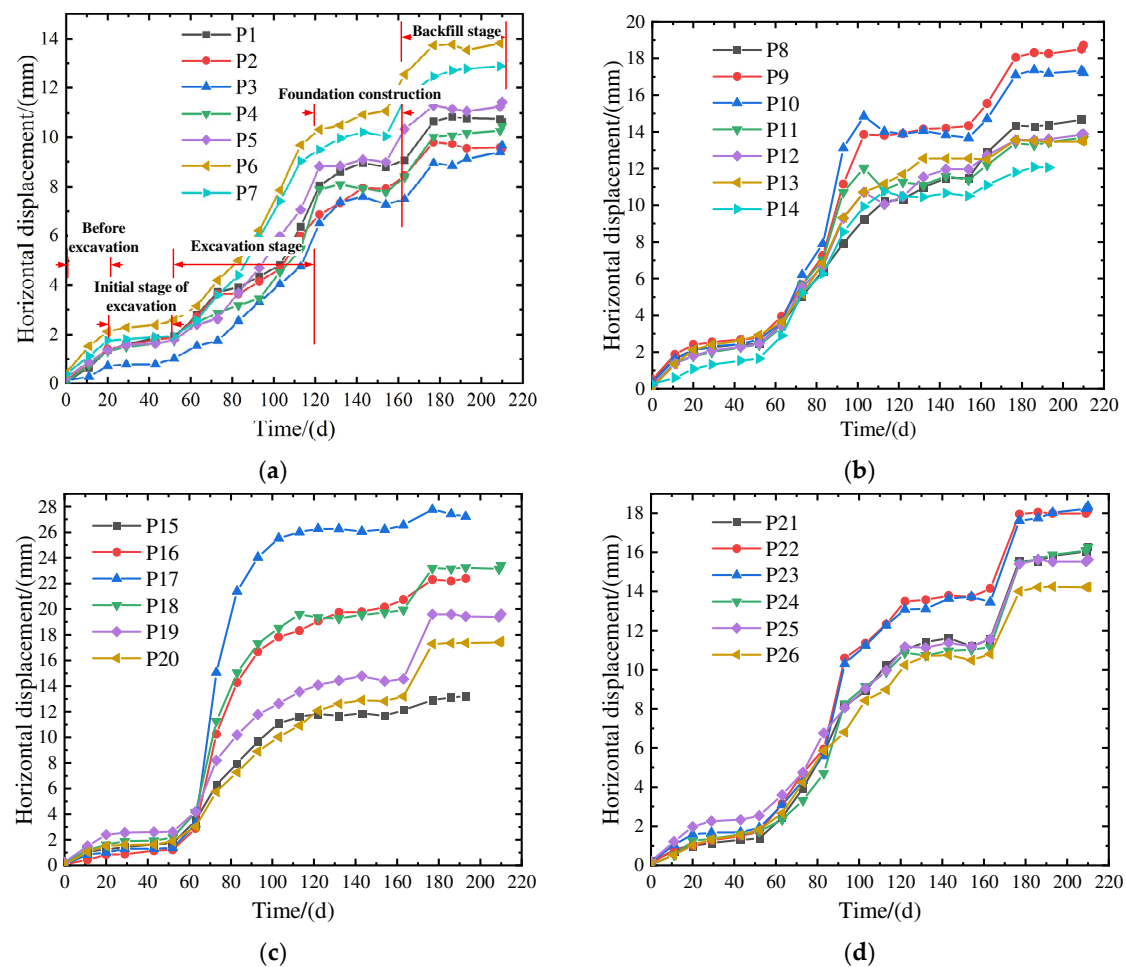 Horizontal displacement/(mm)
14
12
10
8
6
4
2
0
P1
P2
P3
P4
P5
P6
P7
Backfill stage
Foundation construction
Before
excavation
Excavation stage
Initial stage of
excavation
0 20 40 60 80 100 120 140 160 180 200 220
Time/(d)
(a)
Horizontal displacement/(mm)
20
18
16
14
12
10
8
6
4
2
0
P8
P9
P10
P11
P12
P13
P14
0 20 40 60 80 100 120 140 160 180 200 220
Time/(d)
(b)
Horizontal displacement/(mm)
28
26
24
22
20
18
16
14
12
10
8
6
4
2
0
P15
P16
P17
P18
P19
P20
0 20 40 60 80 100 120 140 160 180 200 220
Time/(d)
(c)
Horizontal displacement/(mm)
18
16
14
12
10
8
6
4
2
0
P21
P22
P23
P24
P25
P26
0 20 40 60 80 100 120 140 160 180 200 220
Time/(d)
(d)